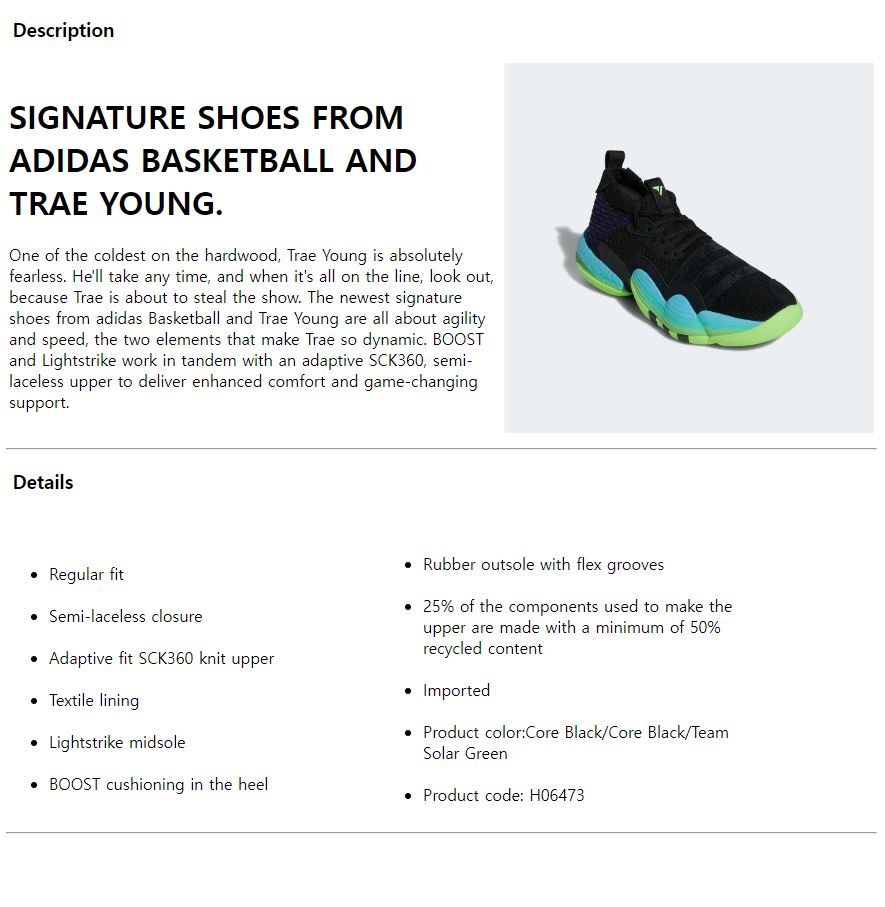 Description
SIGNATURE SHOES FROM
ADIDAS BASKETBALL AND
TRAE YOUNG.
One of the coldest on the hardwood, Trae Young is absolutely
fearless. He'll take any time, and when it's all on the line, look out,
because Trae is about to steal the show. The newest signature
shoes from adidas Basketball and Trae Young are all about agility
and speed, the two elements that make Trae so dynamic. BOOST
and Lightstrike work in tandem with an adaptive SCK360, semi-
laceless upper to deliver enhanced comfort and game-changing
support.
Details
Regular fit
Semi-laceless closure
Adaptive fit SCK360 knit upper
Textile lining
Lightstrike midsole
BOOST cushioning in the heel
Rubber outsole with flex grooves
25% of the components used to make the
upper are made with a minimum of 50%
recycled content
Imported
Product color:Core Black/Core Black/Team
Solar Green
Product code: H06473